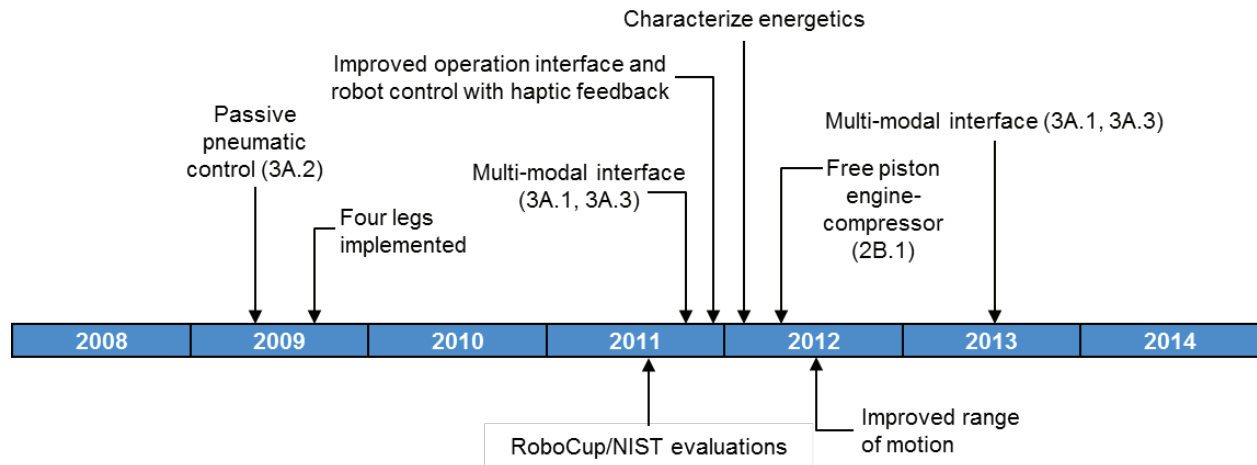 Characterize energetics
Improved operation interface and
robot control with haptic feedback
Passive
pneumatic
control (3A.2)
Multi-modal interface (3A.1, 3A.3)
Multi-modal interface
(3A.1, 3A.3)
Free piston
engine-
compressor
(2B.1)
Four legs
implemented
2008
2009
2010
2011
2012
2013
2014
RoboCup/NIST evaluations
Improved range
of motion